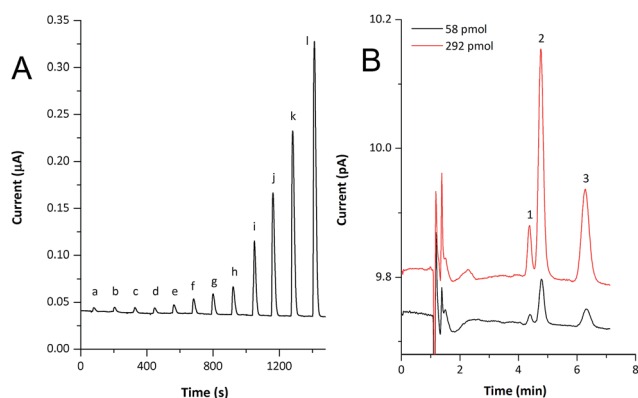 A
Current (µA)
0.35
0.30
0.25
0.20
0.15
0.10
0.05
0.00
a b c d e f g h i j k l
0 400 800 1200
Time (s)
B
58 pmol
292 pmol
Current (pA)
10.2
10.0
9.8
1 2 3
0 2 4 6 8
Time (min)